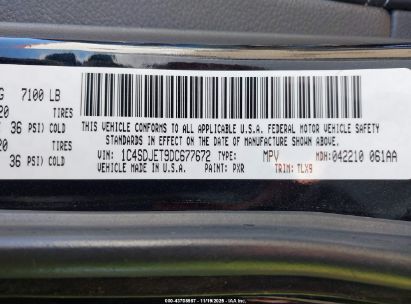 G 7100 LB
20 TIRES
36 PSI) COLD
20 TIRES
36 PSI) COLD
THIS VEHICLE CONFORMS TO ALL APPLICABLE U.S.A. FEDERAL MOTOR VEHICLE SAFETY
STANDARDS IN EFFECT ON THE DATE OF MANUFACTURE SHOWN ABOVE.
VIN: 1C4SDJET9DC677672 TYPE: MPV MDH: 042210 061AA
VEHICLE MADE IN U.S.A. PAINT: PXR TRIM: TLX9